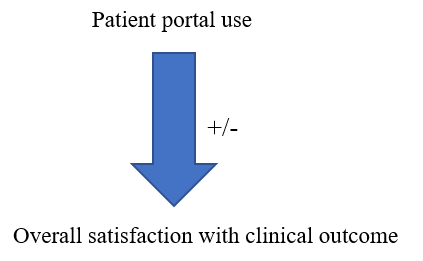 Patient portal use
+/-
Overall satisfaction with clinical outcome